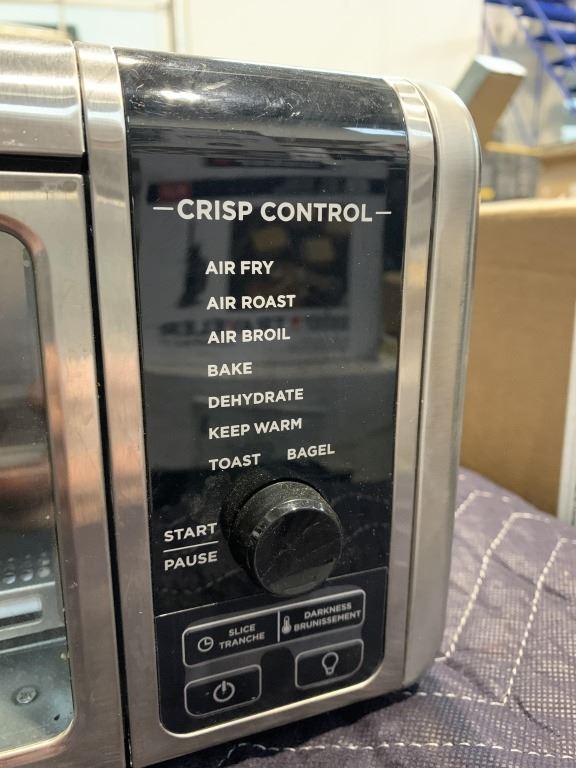 CRISP CONTROL
AIR FRY
AIR ROAST
AIR BROIL
BAKE
DEHYDRATE
KEEP WARM
TOAST BAGEL
START
PAUSE
SLICE
TRANCHE
DARKNESS
BRUNISSEMENT